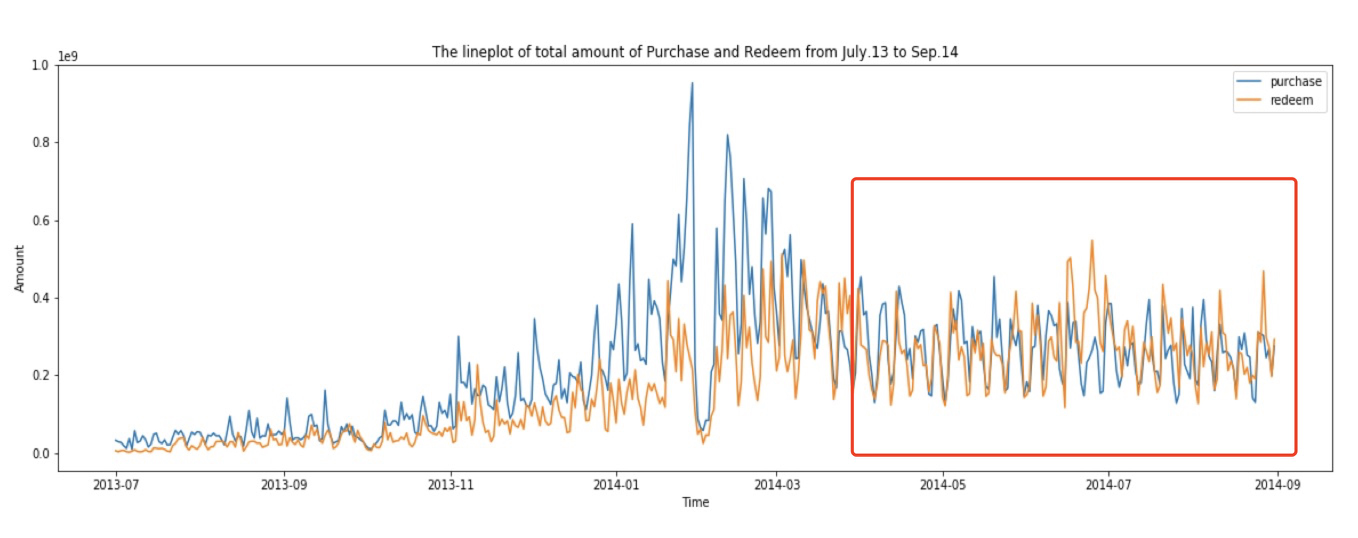 The lineplot of total amount of Purchase and Redeem from July.13 to Sep.14
1e9
1.0
0.8
0.6
0.4
0.2
0.0
Amount
purchase
redeem
2013-07 2013-09 2013-11 2014-01 2014-03 2014-05 2014-07 2014-09
Time